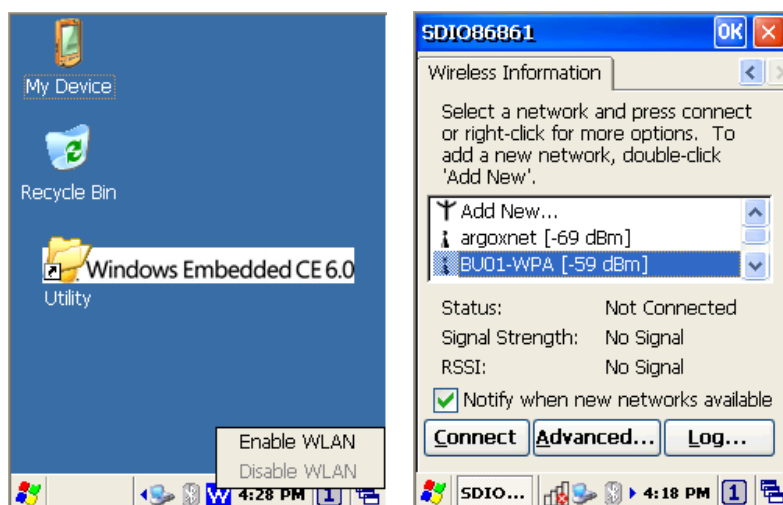 My Device
Recycle Bin
Windows Embedded CE 6.0
Utility
Enable WLAN
Disable WLAN
W 4:28 PM 1
SDIO86861 OK
Wireless Information
Select a network and press connect
or right-click for more options. To
add a new network, double-click
'Add New'.
Add New...
argoxnet [-69 dBm]
BU01-WPA [-59 dBm]
Status: Not Connected
Signal Strength: No Signal
RSSI: No Signal
Notify when new networks available
Connect Advanced... Log...
SDIO... 4:18 PM 1